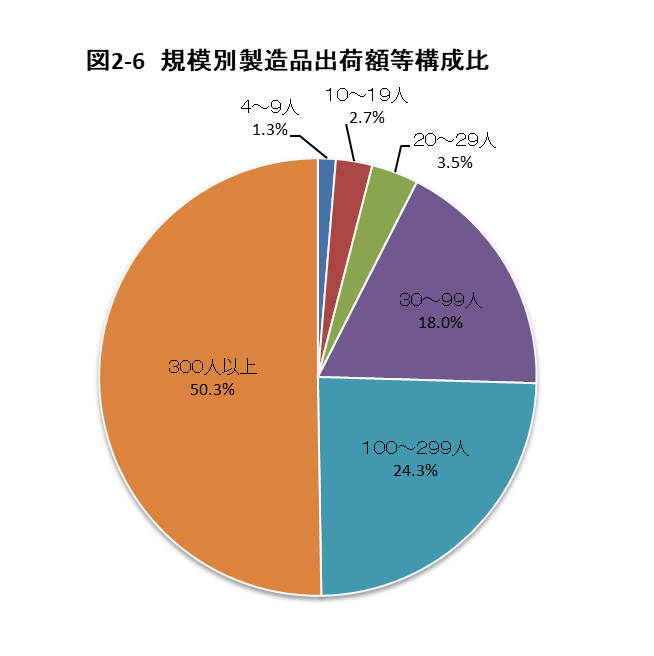 図2-6 規模別製造品出荷額等構成比
4～9人
1.3%
10～19人
2.7%
20～29人
3.5%
30～99人
18.0%
100～299人
24.3%
300人以上
50.3%